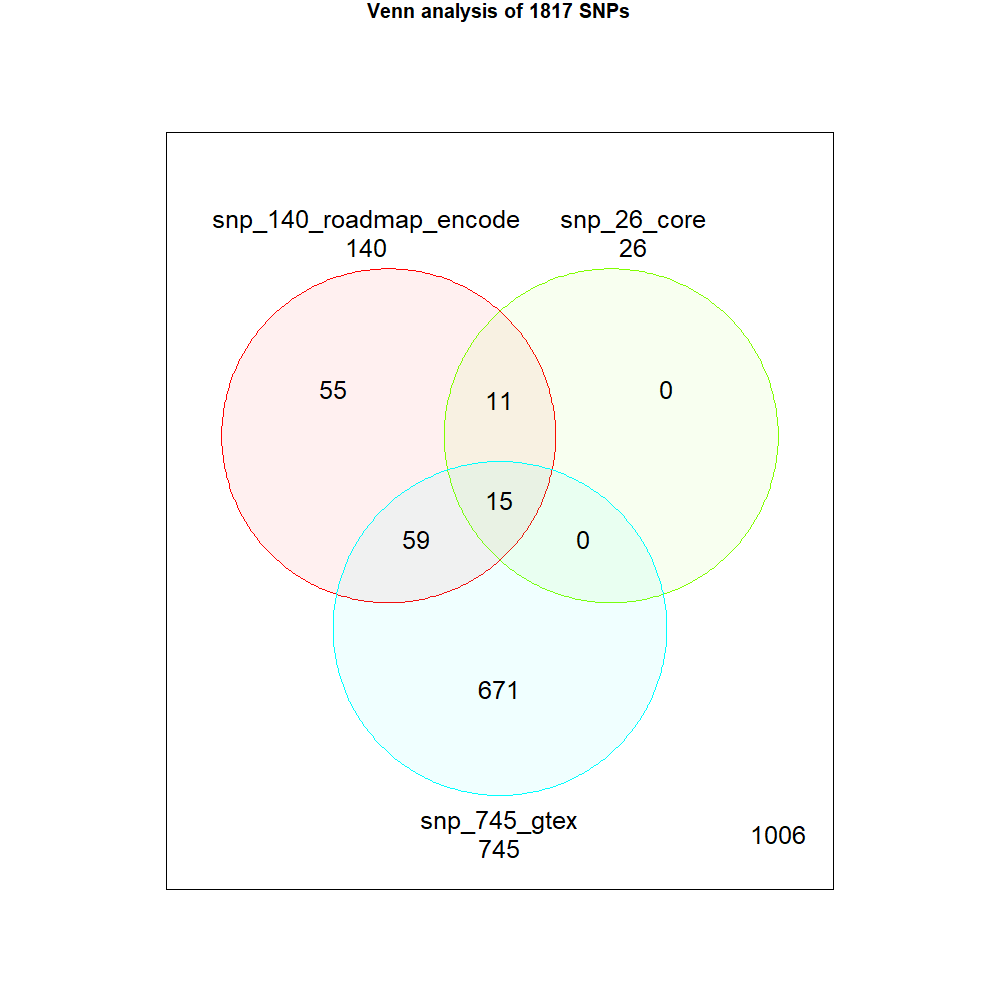 Venn analysis of 1817 SNPs
snp_140_roadmap_encode
140
snp_26_core
26
55
11
0
15
59
0
671
snp_745_gtex
745
1006